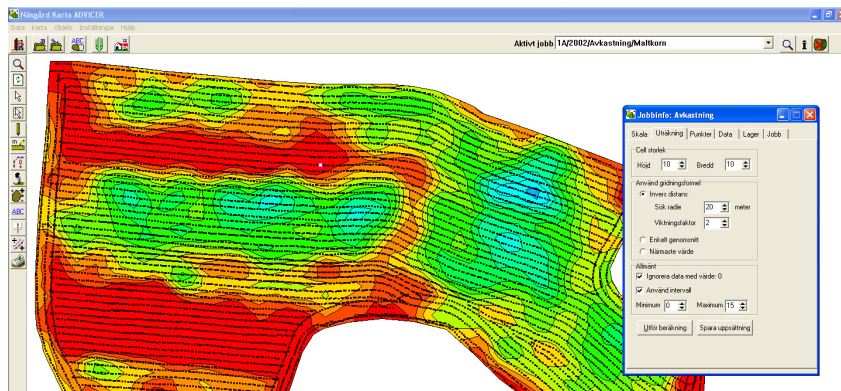 Näsgård Karta ADVICER
Data Karta Objekt Inställningar Hjälp
ABC
Aktivt jobb 1A/2002/Avkastning/Maltkorn
i
m
ABC
Jobbinfo: Avkastning
Skala Uträkning Punkter Data Lager Jobb
Cell storlek
Höjd 10 Bredd 10
Använd gridningsformel
Invers distans
Sök radie 20 meter
Viktningsfaktor 2
Enkelt genomsnitt
Närmaste värde
Allmänt
Ignorera data med värde: 0
Använd intervall
Minimum 0 Maximum 15
Utför beräkning Spara uppsättning